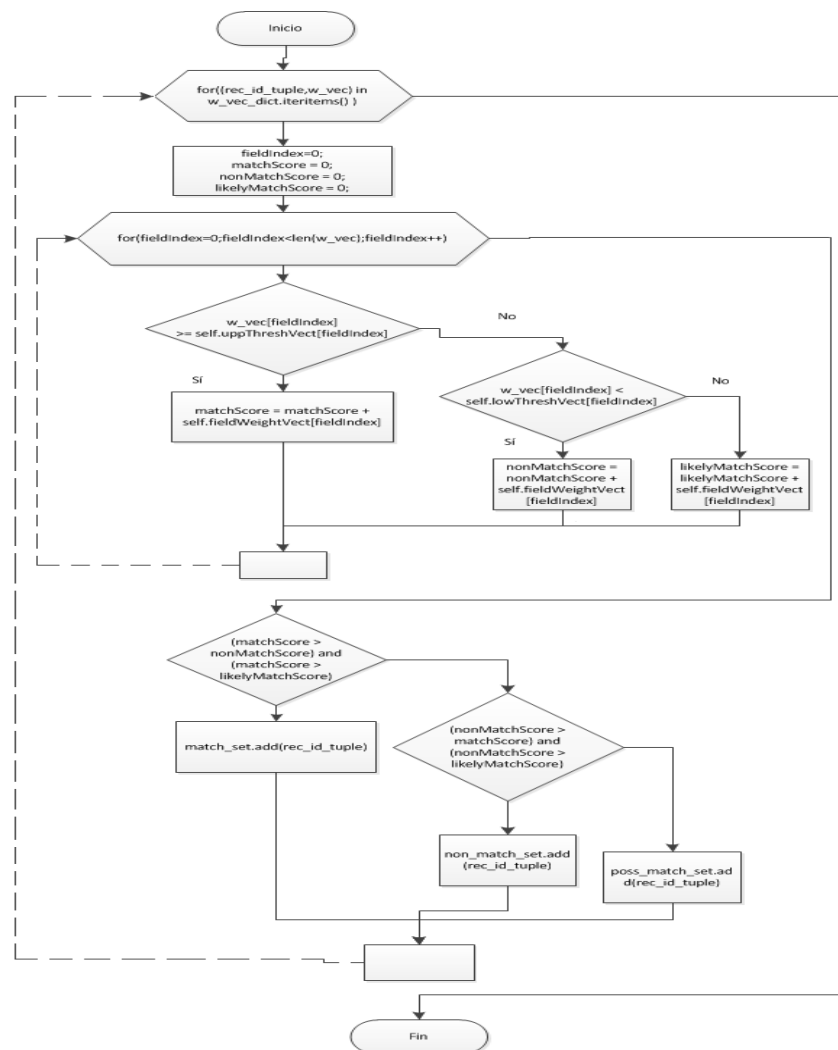 Inicio
for((rec_id_tuple,w_vec) in
w_vec_dict.iteritems() )
fieldIndex=0;
matchScore = 0;
nonMatchScore = 0;
likelyMatchScore = 0;
for(fieldIndex=0;fieldIndex<len(w_vec);fieldIndex++)
w_vec[fieldIndex]
>= self.uppThreshVect[fieldIndex]
No
Sí
matchScore = matchScore +
self.fieldWeightVect[fieldIndex]
w_vec[fieldIndex] <
self.lowThreshVect[fieldIndex]
No
Sí
nonMatchScore =
nonMatchScore +
self.fieldWeightVect
[fieldIndex]
likelyMatchScore =
likelyMatchScore +
self.fieldWeightVect
[fieldIndex]
(matchScore >
nonMatchScore) and
(matchScore >
likelyMatchScore)
match_set.add(rec_id_tuple)
(nonMatchScore >
matchScore) and
(nonMatchScore >
likelyMatchScore)
non_match_set.add
(rec_id_tuple)
poss_match_set.ad
d(rec_id_tuple)
Fin